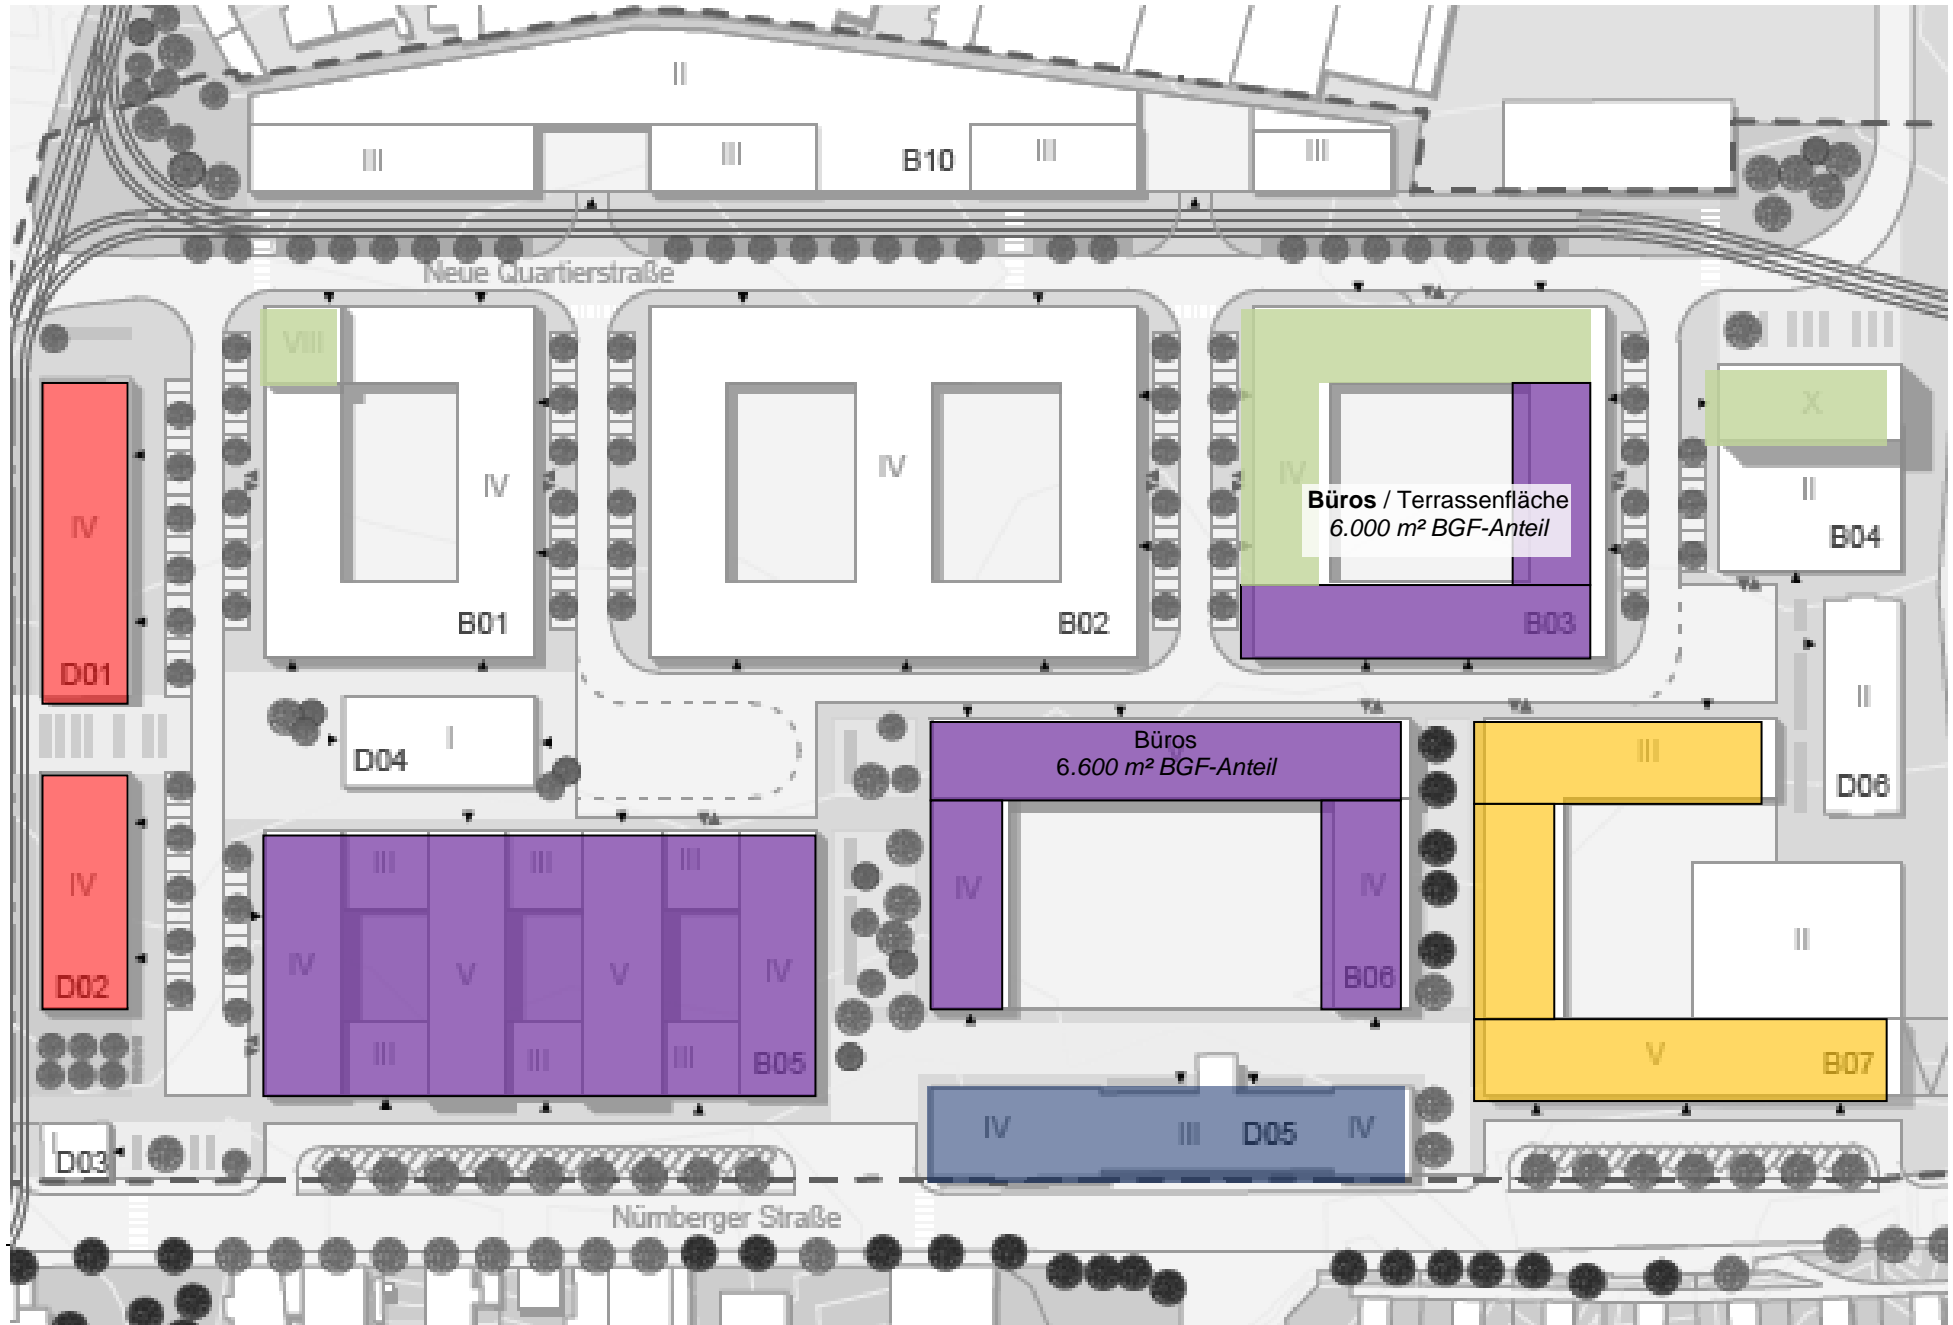 II
III
III
B10
III
III
Neue Quartierstraße
VIII
IV
B01
IV
B02
IV
Büros / Terrassenfläche
6.000 m² BGF-Anteil
B03
X
II
B04
IV
D01
I
D04
Büros
6.600 m² BGF-Anteil
III
II
D06
IV
D02
III
III
III
IV
V
V
IV
III
III
III
B05
IV
IV
B06
II
V
B07
I
D03
IV
III
D05
IV
Nürnberger Straße